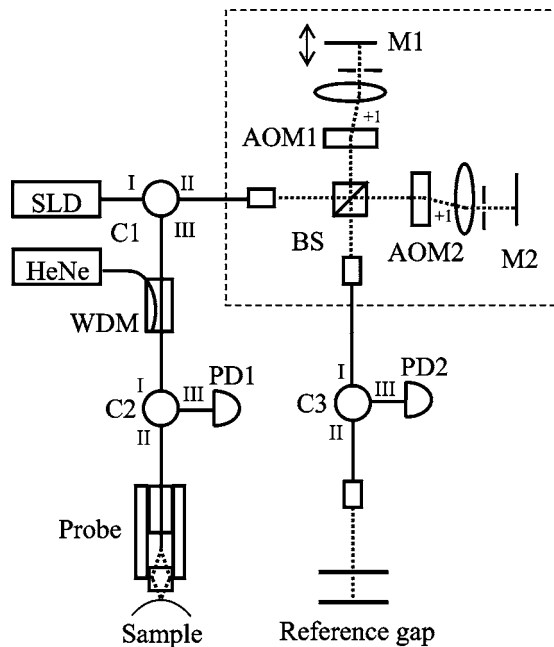 M1
+1
AOM1
I
II
SLD
C1
III
BS
+1
AOM2
M2
HeNe
WDM
I
PD1
C2
III
II
I
PD2
C3
III
II
Probe
Sample
Reference gap